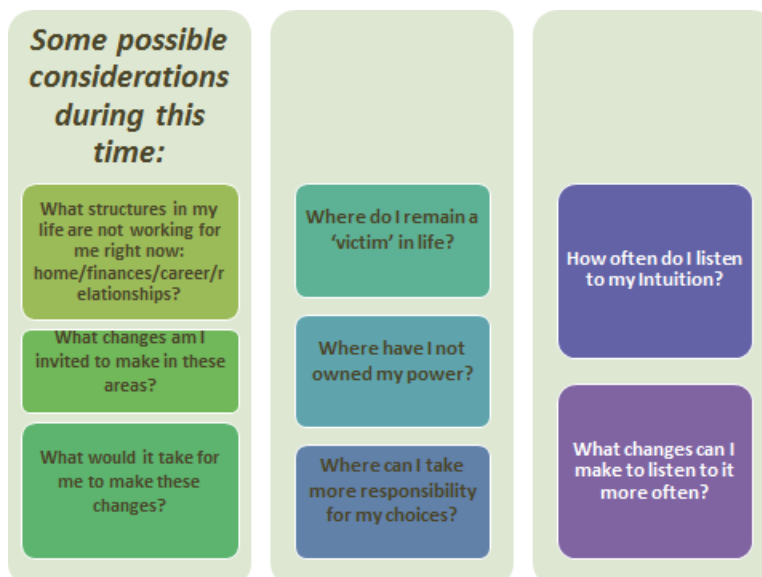 Some possible
considerations
during this
time:
What structures in my
life are not working for
me right now:
home/finances/career/r
elationships?
What changes am I
invited to make in these
areas?
What would it take for
me to make these
changes?
Where do I remain a
‘victim’ in life?
Where have I not
owned my power?
Where can I take
more responsibility
for my choices?
How often do I listen
to my Intuition?
What changes can I
make to listen to it
more often?